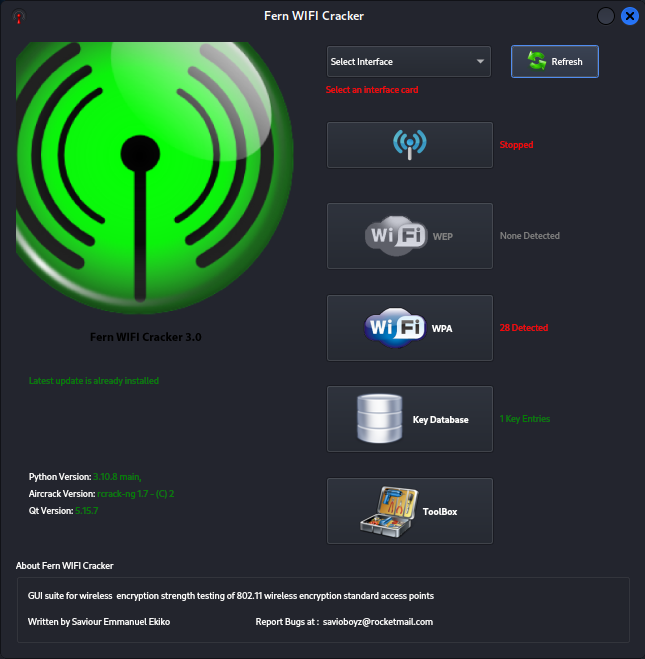 Fern WIFI Cracker
Select Interface
Refresh
Select an interface card
Stopped
WiFi WEP
None Detected
Fern WIFI Cracker 3.0
WiFi WPA
28 Detected
Latest update is already installed
Key Database
1 Key Entries
Python Version: 3.10.8 main,
Aircrack Version: rcrack-ng 1.7 - (C) 2
Qt Version: 5.15.7
ToolBox
About Fern WIFI Cracker
GUI suite for wireless encryption strength testing of 802.11 wireless encryption standard access points
Written by Saviour Emmanuel Ekiko
Report Bugs at : savioboyz@rocketmail.com